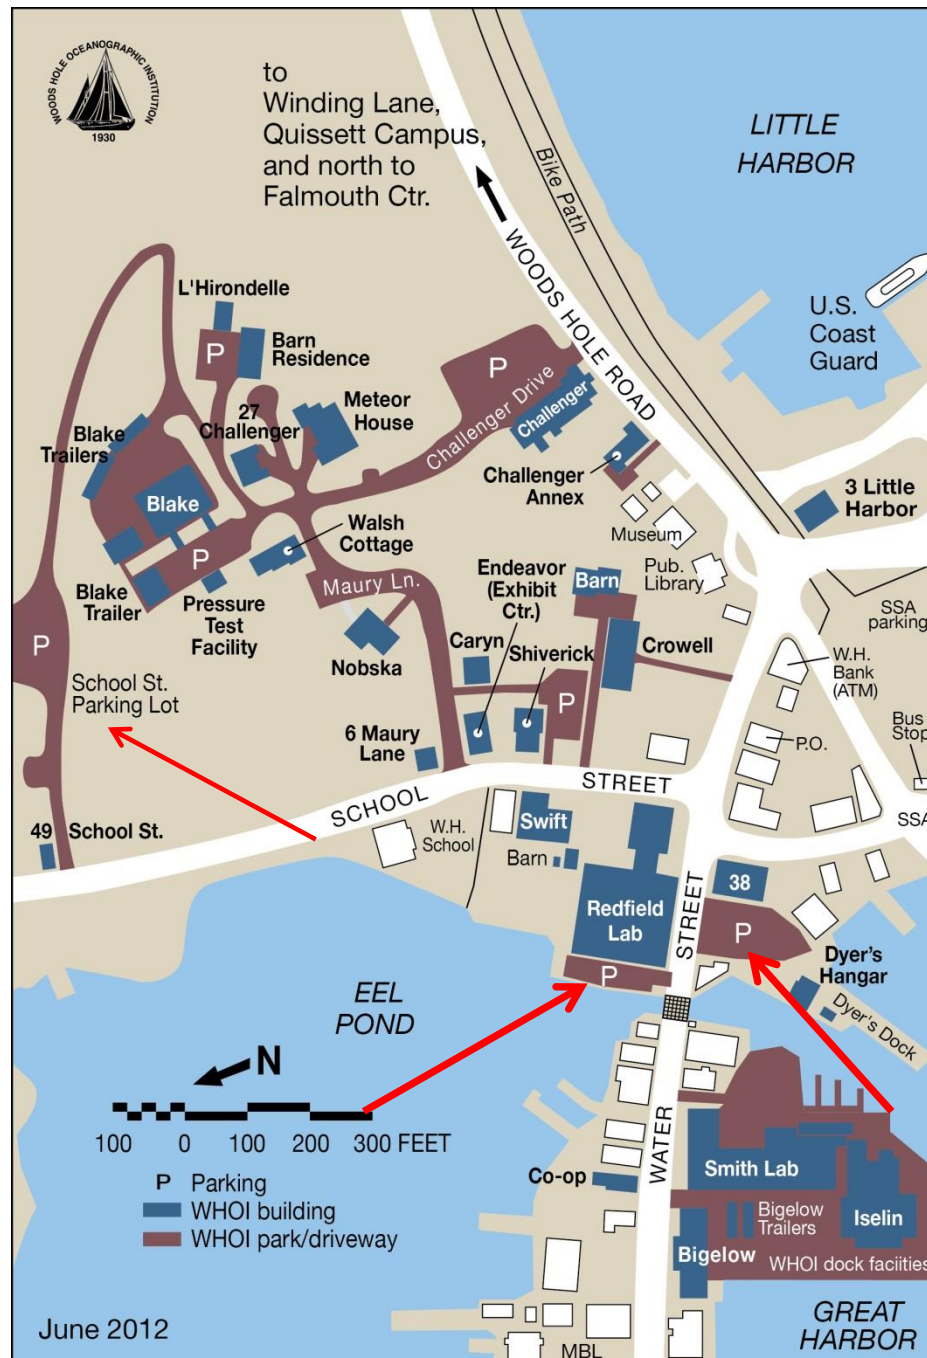 WOODS HOLE OCEANOGRAPHIC INSTITUTION
1930
to
Winding Lane,
Quissett Campus,
and north to
Falmouth Ctr.
LITTLE
HARBOR
Bike Path
WOODS HOLE ROAD
U.S.
Coast
Guard
L'Hirondelle
P
Barn
Residence
P
Challenger Drive
Challenger
27
Challenger
Meteor
House
Blake
Trailers
Blake
Challenger
Annex
3 Little
Harbor
Museum
Pub.
Library
Walsh
Cottage
P
Maury Ln.
Endeavor
(Exhibit
Ctr.)
Barn
Blake
Trailer
Pressure
Test
Facility
SSA
parking
P
Nobska
Caryn
Shiverick
Crowell
W.H.
Bank
(ATM)
School St.
Parking Lot
P
6 Maury
Lane
P.O.
Bus
Stop
SCHOOL
STREET
49 School St.
W.H.
School
Swift
Barn
SSA
38
Redfield
Lab
STREET
P
P
Dyer's
Hangar
Dyer's Dock
EEL
POND
N
100 0 100 200 300 FEET
P Parking
WHOI building
WHOI park/driveway
WATER
Co-op
Smith Lab
Bigelow
Trailers
Iselin
Bigelow
WHOI dock faciities
GREAT
HARBOR
MBL
June 2012